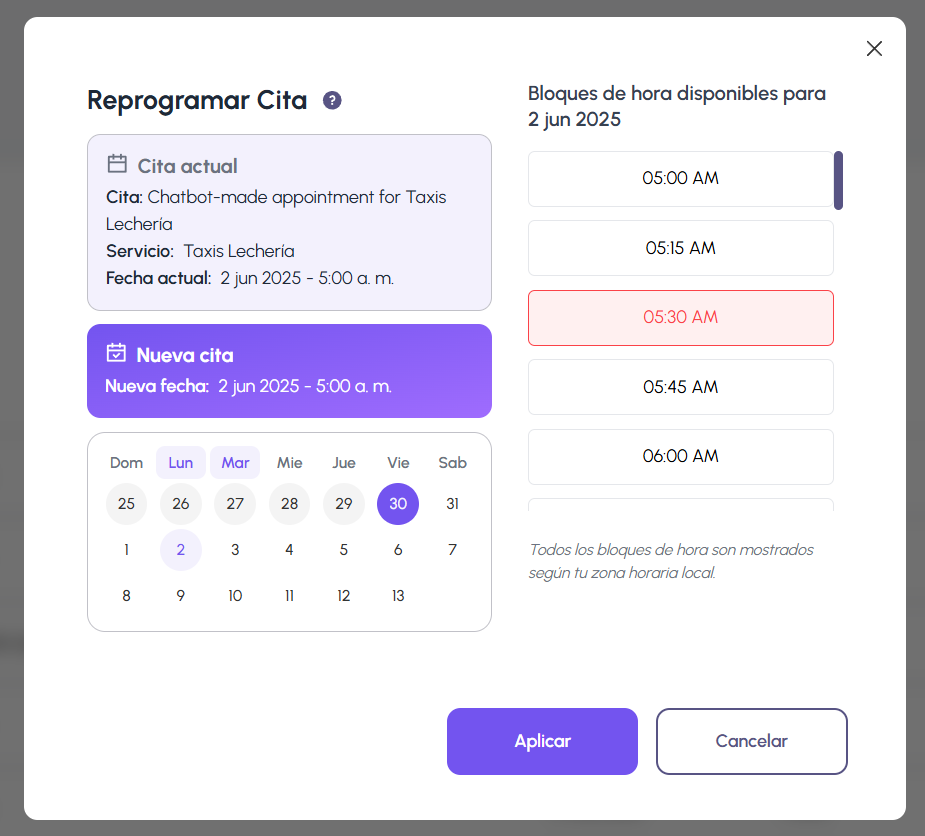 Reprogramar Cita ?
Cita actual
Cita: Chatbot-made appointment for Taxis
Lechería
Servicio: Taxis Lechería
Fecha actual: 2 jun 2025 - 5:00 a. m.
Nueva cita
Nueva fecha: 2 jun 2025 - 5:00 a. m.
Dom Lun Mar Mie Jue Vie Sab
25 26 27 28 29 30 31
1 2 3 4 5 6 7
8 9 10 11 12 13
Bloques de hora disponibles para
2 jun 2025
05:00 AM
05:15 AM
05:30 AM
05:45 AM
06:00 AM
Todos los bloques de hora son mostrados
según tu zona horaria local.
Aplicar
Cancelar